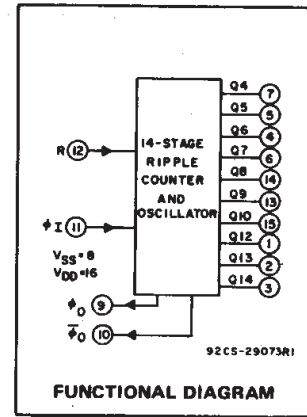 Q4 7
Q5 5
Q6 4
Q7 6
Q8 14
Q9 13
Q10 15
Q12 1
Q13 2
Q14 3
14-STAGE
RIPPLE
COUNTER
AND
OSCILLATOR
R 12
ϕI 11
VSS=8
VDD=16
ϕO 9
ϕ̅O 10
92CS-29073R1
FUNCTIONAL DIAGRAM